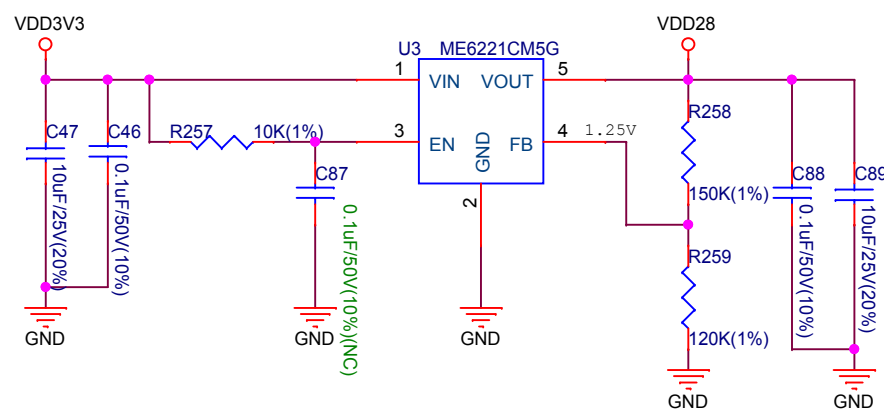 VDD3V3
VDD28
U3 ME6221CM5G
1
VIN
VOUT
5
3
EN
GND
FB
4
1.25V
2
C47
10uF/25V(20%)
C46
0.1uF/50V(10%)
R257
10K(1%)
C87
0.1uF/50V(10%)(NC)
R258
150K(1%)
R259
120K(1%)
C88
0.1uF/50V(10%)
C89
10uF/25V(20%)
GND
GND
GND
GND
GND